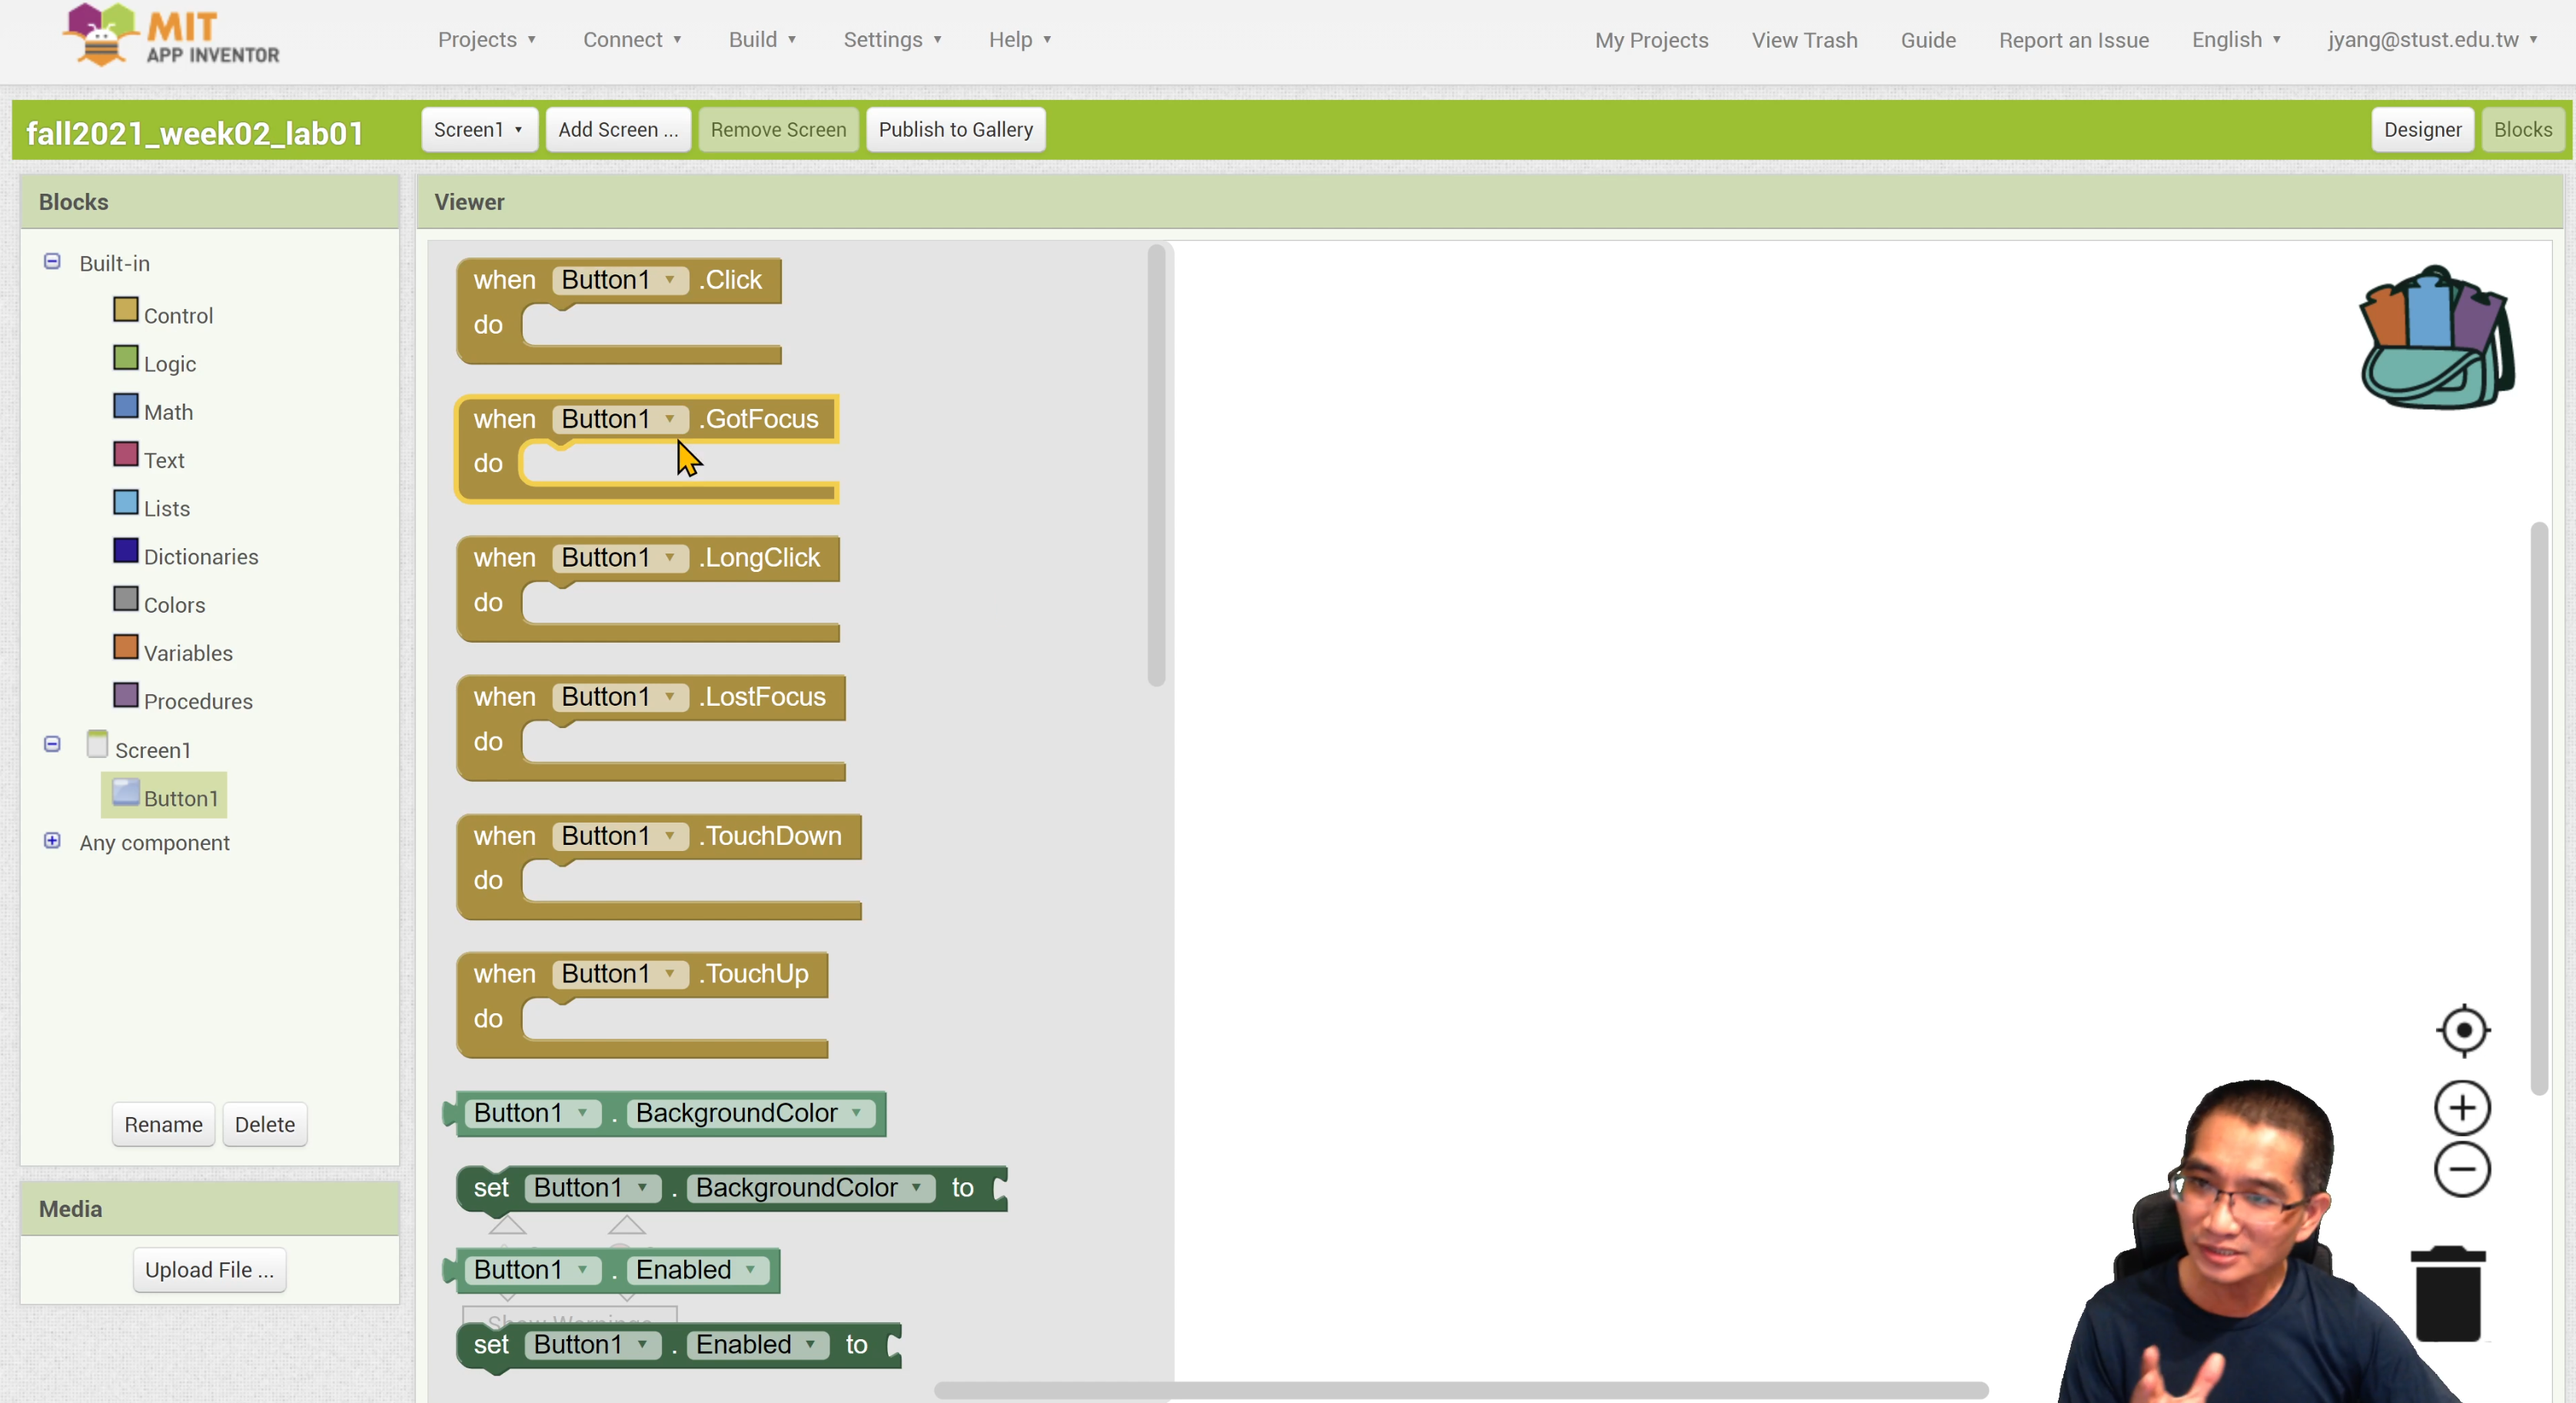 MIT
APP INVENTOR
Projects
Connect
Build
Settings
Help
My Projects
View Trash
Guide
Report an Issue
English
jyang@stust.edu.tw
fall2021_week02_lab01
Screen1
Add Screen ...
Remove Screen
Publish to Gallery
Designer
Blocks
Blocks
Built-in
Control
Logic
Math
Text
Lists
Dictionaries
Colors
Variables
Procedures
Screen1
Button1
Any component
Rename
Delete
Media
Upload File ...
Viewer
when Button1 .Click
do
when Button1 .GotFocus
do
when Button1 .LongClick
do
when Button1 .LostFocus
do
when Button1 .TouchDown
do
when Button1 .TouchUp
do
Button1 . BackgroundColor
set Button1 . BackgroundColor to
Button1 . Enabled
Show Warnings
set Button1 . Enabled to